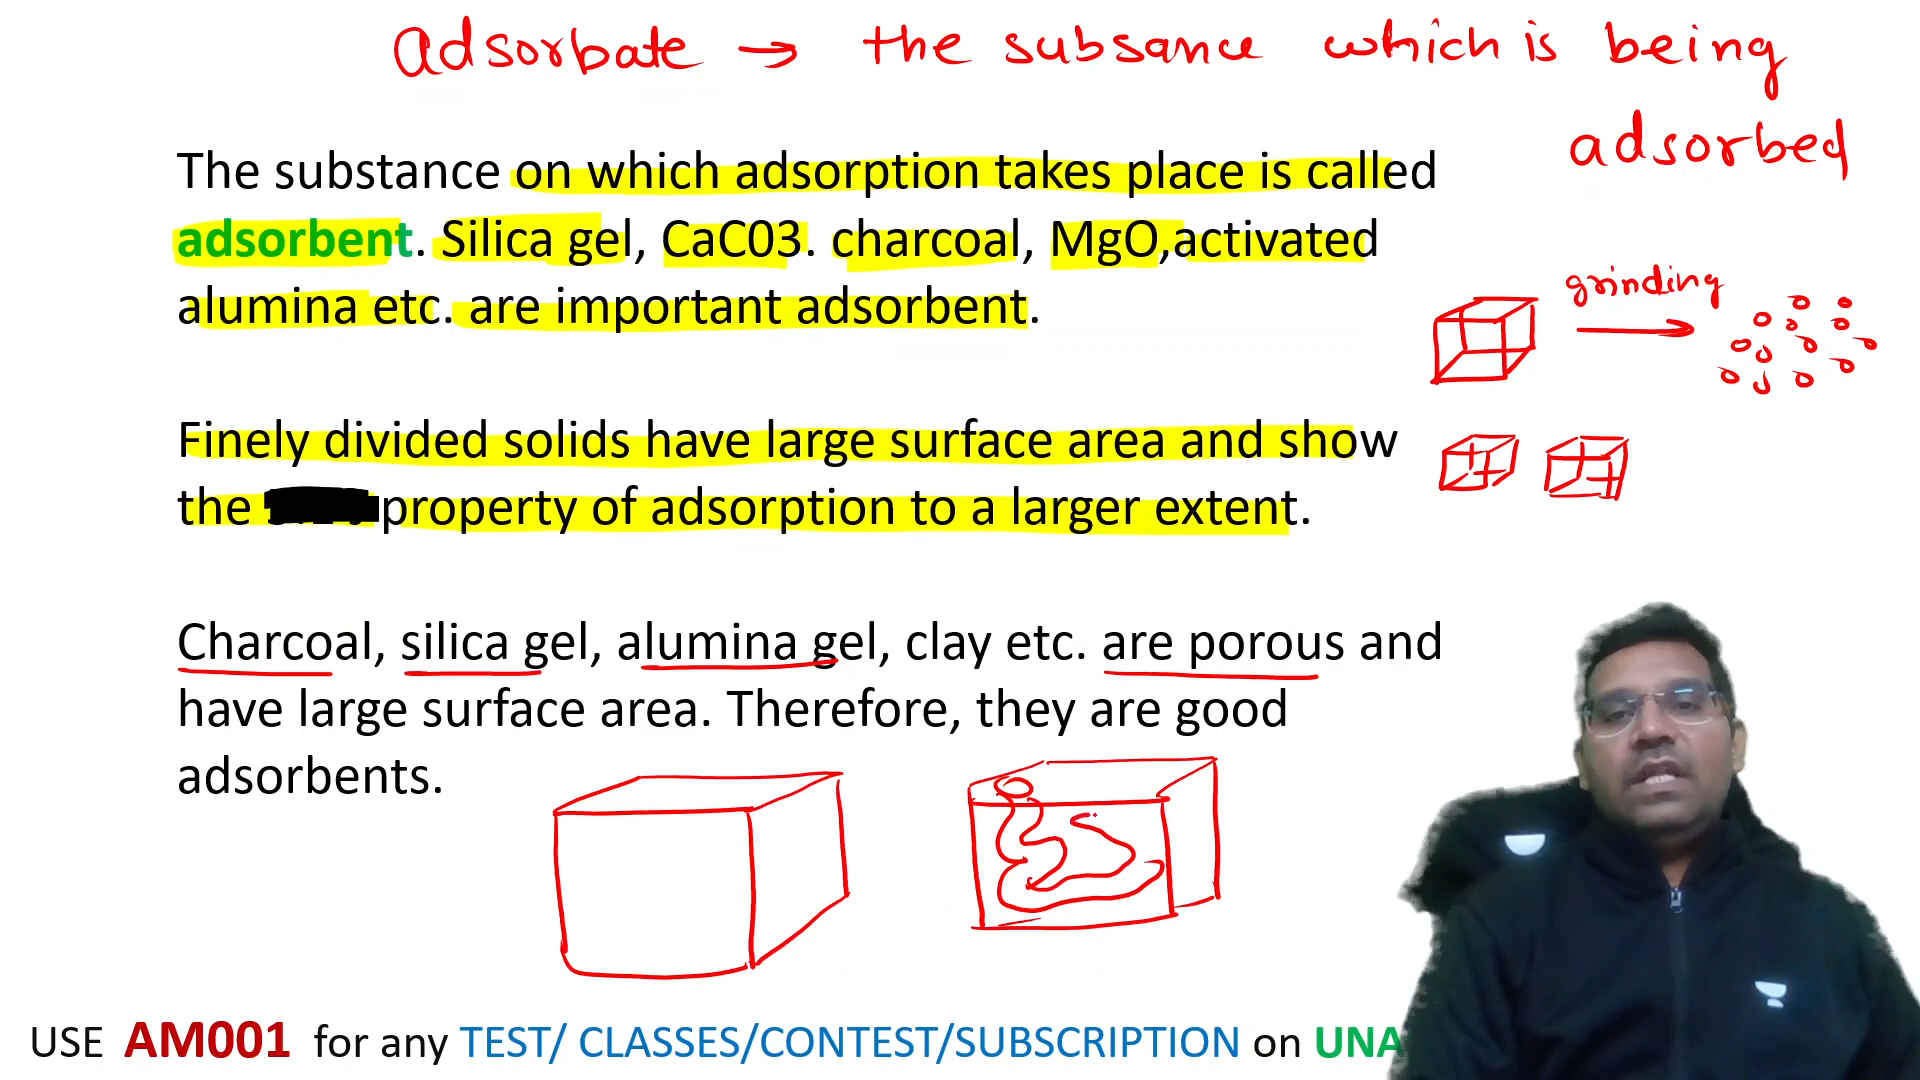 Adsorbate → the subsance which is being
adsorbed
The substance on which adsorption takes place is called
adsorbent. Silica gel, CaC03. charcoal, MgO,activated
alumina etc. are important adsorbent.
grinding
Finely divided solids have large surface area and show
the property of adsorption to a larger extent.
Charcoal, silica gel, alumina gel, clay etc. are porous and
have large surface area. Therefore, they are good
adsorbents.
USE AM001 for any TEST/ CLASSES/CONTEST/SUBSCRIPTION on UNA